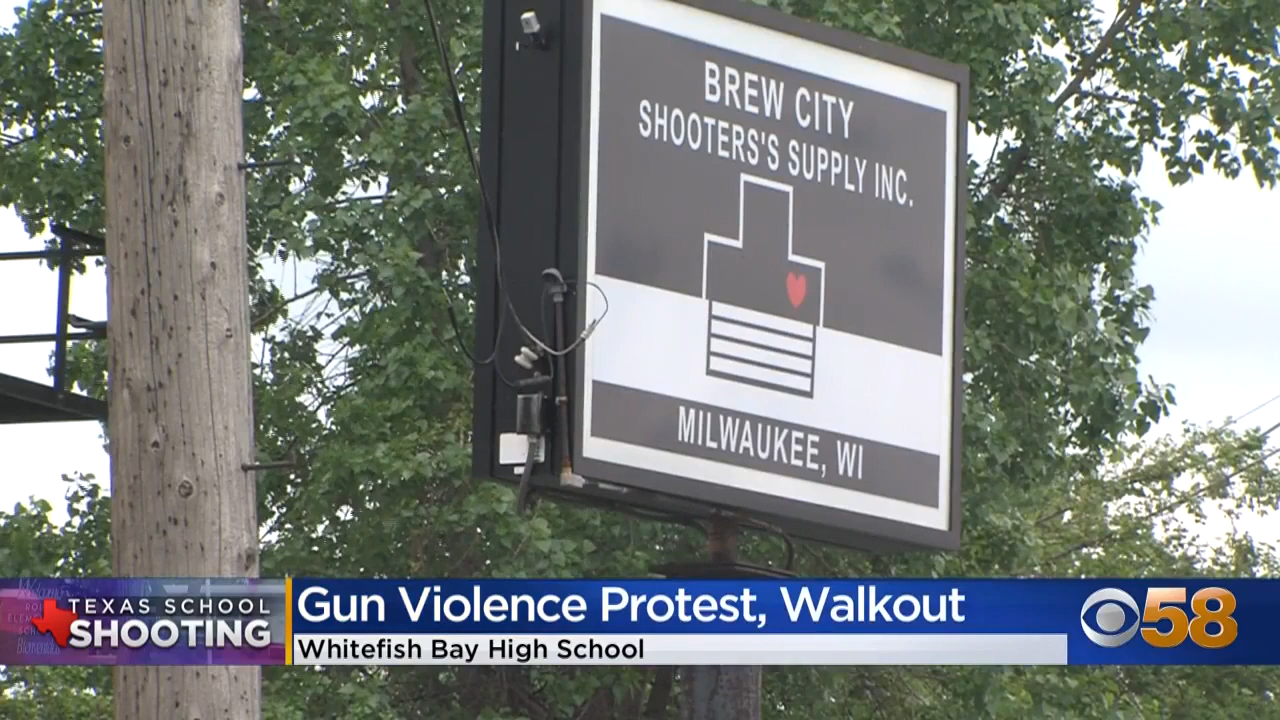 BREW CITY
SHOOTERS'S SUPPLY INC.
MILWAUKEE, WI
TEXAS SCHOOL
SHOOTING
Gun Violence Protest, Walkout
Whitefish Bay High School
58